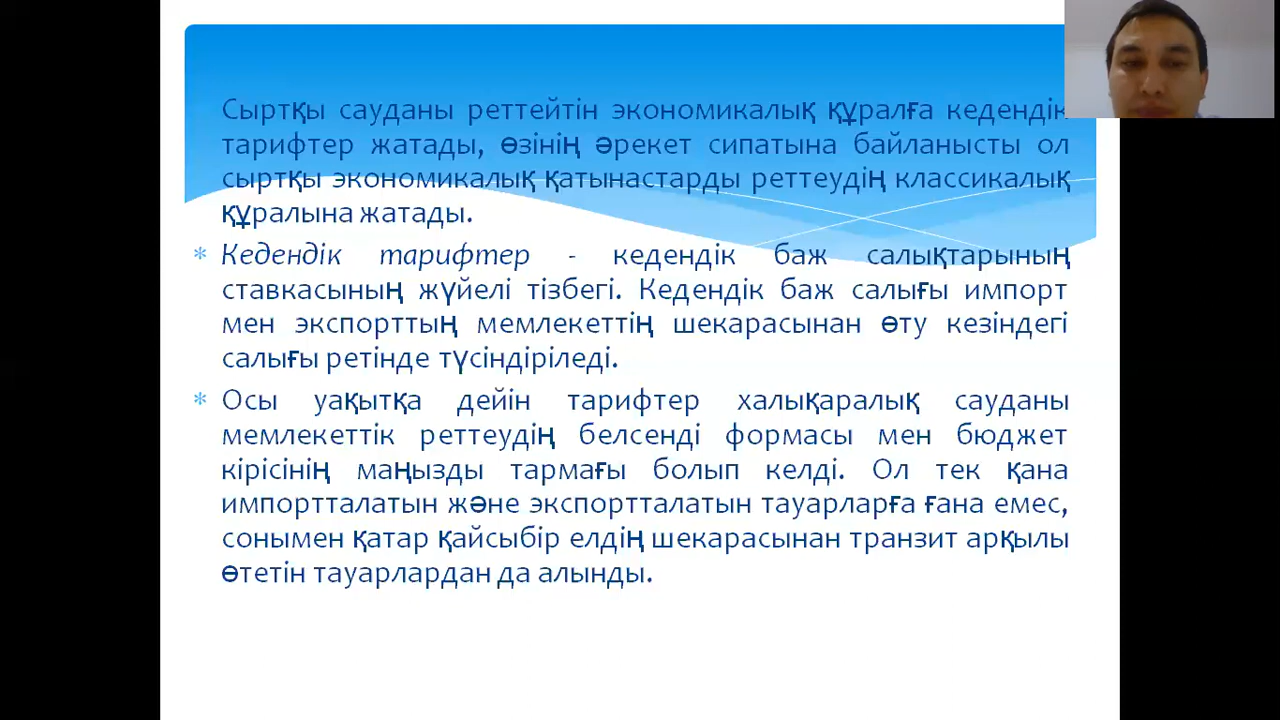 Сыртқы сауданы реттейтін экономикалық құралға кедендік
тарифтер жатады, өзінің әрекет сипатына байланысты ол
сыртқы экономикалық қатынастарды реттеудің классикалық
құралына жатады.
* Кедендік тарифтер - кедендік баж салықтарының
ставкасының жүйелі тізбегі. Кедендік баж салығы импорт
мен экспорттың мемлекеттің шекарасынан өту кезіндегі
салығы ретінде түсіндіріледі.
* Осы уақытқа дейін тарифтер халықаралық сауданы
мемлекеттік реттеудің белсенді формасы мен бюджет
кірісінің маңызды тармағы болып келді. Ол тек қана
импортталатын және экспортталатын тауарларға ғана емес,
сонымен қатар қайсыбір елдің шекарасынан транзит арқылы
өтетін тауарлардан да алынды.